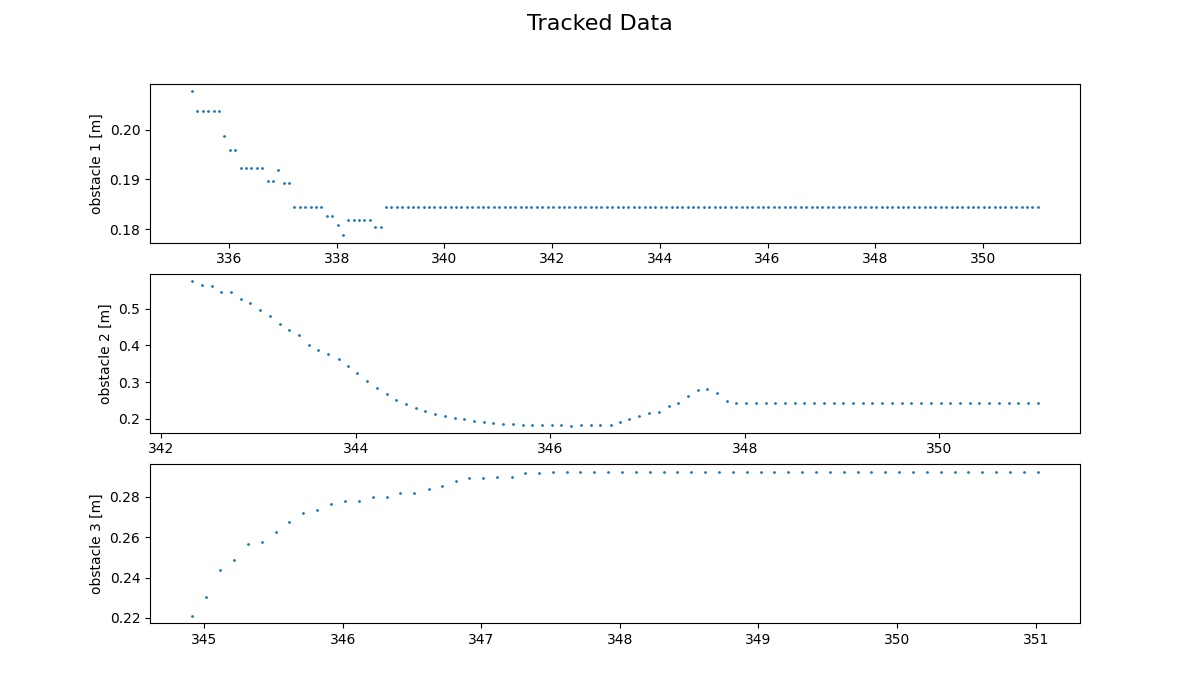 Tracked Data
obstacle 1 [m]
0.20
0.19
0.18
336 338 340 342 344 346 348 350
obstacle 2 [m]
0.5
0.4
0.3
0.2
342 344 346 348 350
obstacle 3 [m]
0.28
0.26
0.24
0.22
345 346 347 348 349 350 351